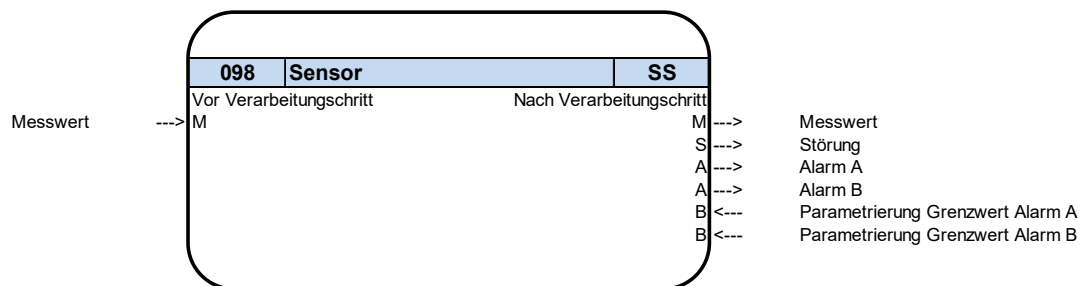 098 Sensor SS
Vor Verarbeitungschritt Nach Verarbeitungschritt
Messwert ---> M M ---> Messwert
S ---> Störung
A ---> Alarm A
A ---> Alarm B
B <--- Parametrierung Grenzwert Alarm A
B <--- Parametrierung Grenzwert Alarm B